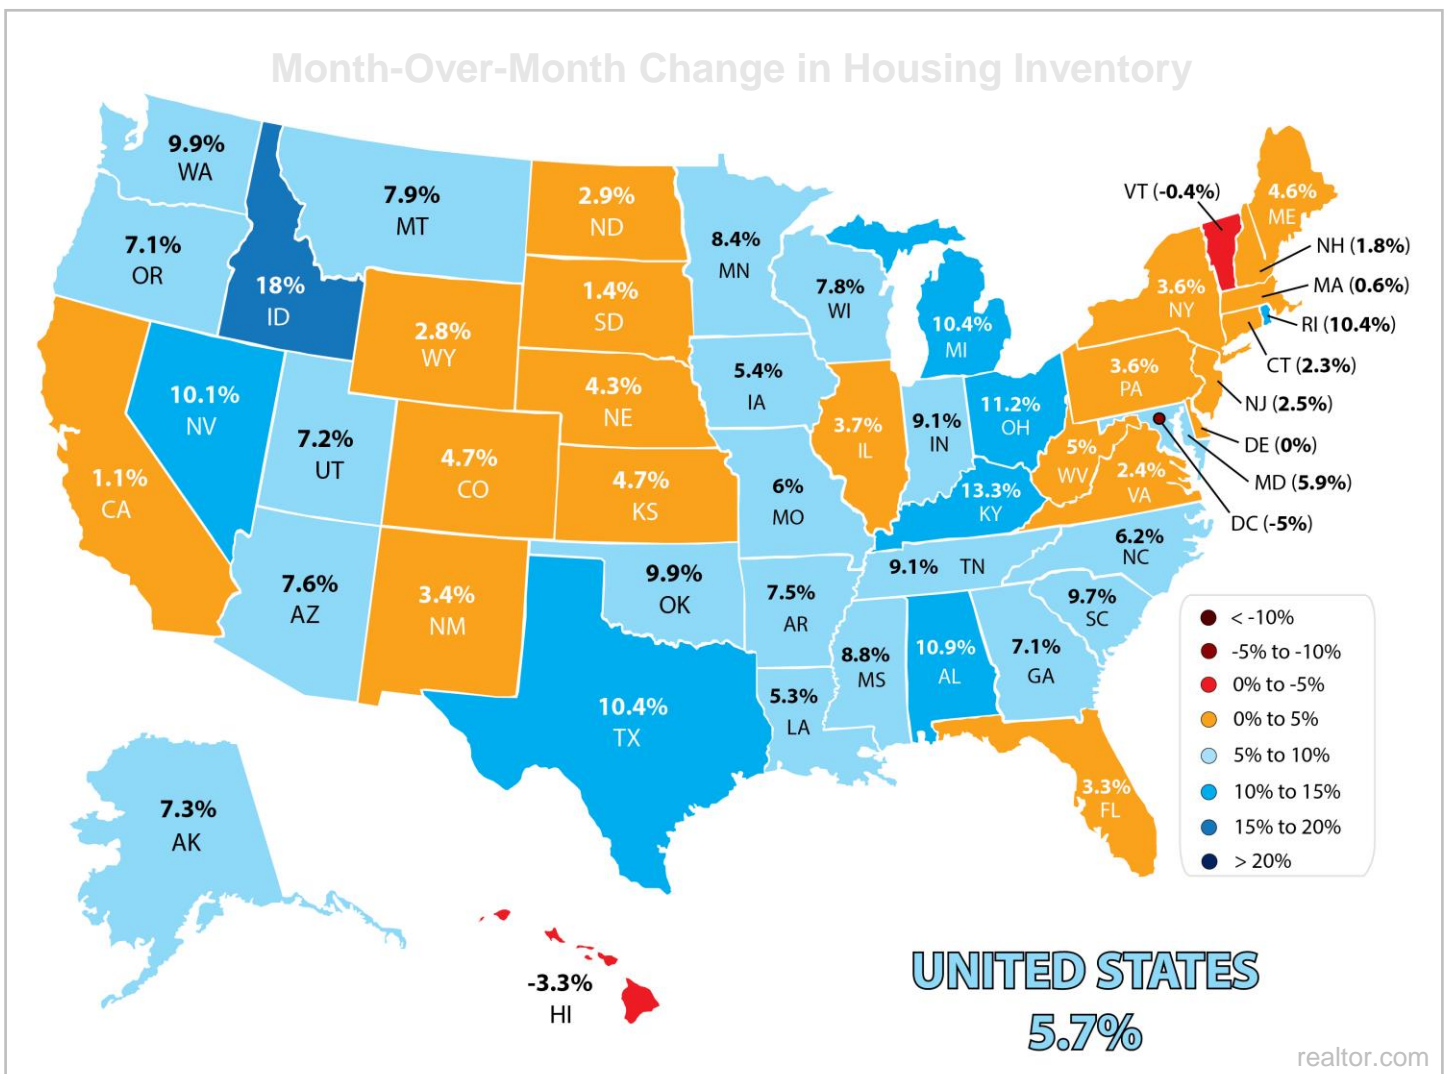 Month-Over-Month Change in Housing Inventory
9.9%
WA
7.1%
OR
18%
ID
7.9%
MT
2.9%
ND
8.4%
MN
7.8%
WI
10.4%
MI
VT (-0.4%)
4.6%
ME
NH (1.8%)
MA (0.6%)
RI (10.4%)
CT (2.3%)
NJ (2.5%)
DE (0%)
MD (5.9%)
DC (-5%)
3.6%
NY
3.6%
PA
1.4%
SD
2.8%
WY
10.1%
NV
7.2%
UT
1.1%
CA
4.7%
CO
4.3%
NE
4.7%
KS
5.4%
IA
6%
MO
3.7%
IL
9.1%
IN
11.2%
OH
13.3%
KY
5%
WV
2.4%
VA
6.2%
NC
9.1% TN
9.7%
SC
7.6%
AZ
3.4%
NM
9.9%
OK
7.5%
AR
8.8%
MS
10.9%
AL
7.1%
GA
5.3%
LA
10.4%
TX
3.3%
FL
7.3%
AK
-3.3%
HI
< -10%
-5% to -10%
0% to -5%
0% to 5%
5% to 10%
10% to 15%
15% to 20%
> 20%
UNITED STATES
5.7%
realtor.com